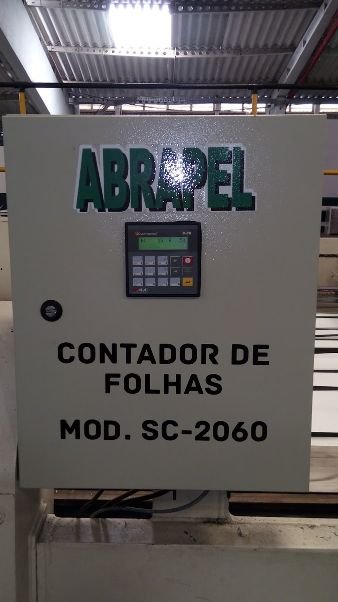 ABRAPEL
CONTADOR DE
FOLHAS
MOD. SC-2060